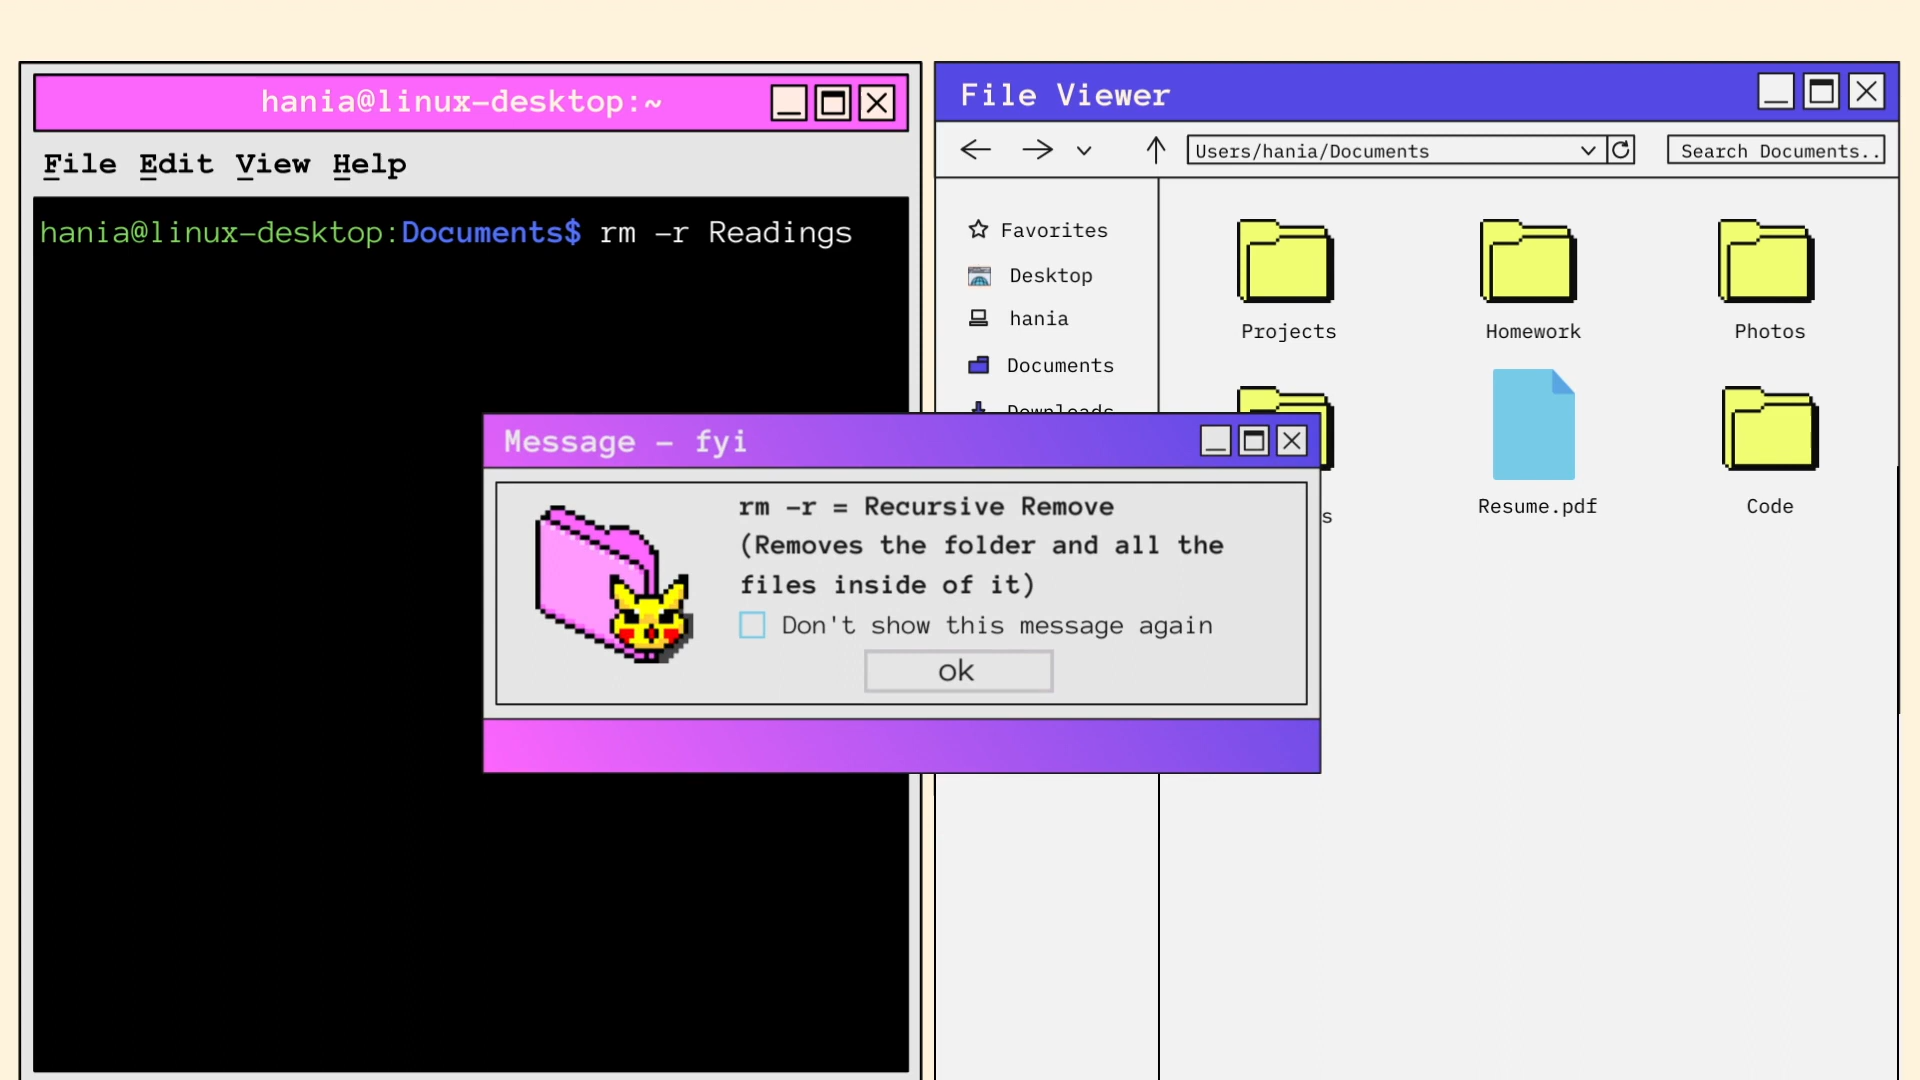 hania@linux-desktop:~
File Edit View Help
hania@linux-desktop:Documents$ rm -r Readings
File Viewer
Users/hania/Documents
Search Documents..
Favorites
Desktop
hania
Documents
Downloads
Projects
Homework
Photos
Resume.pdf
Code
Message - fyi
rm -r = Recursive Remove
(Removes the folder and all the
files inside of it)
Don't show this message again
ok